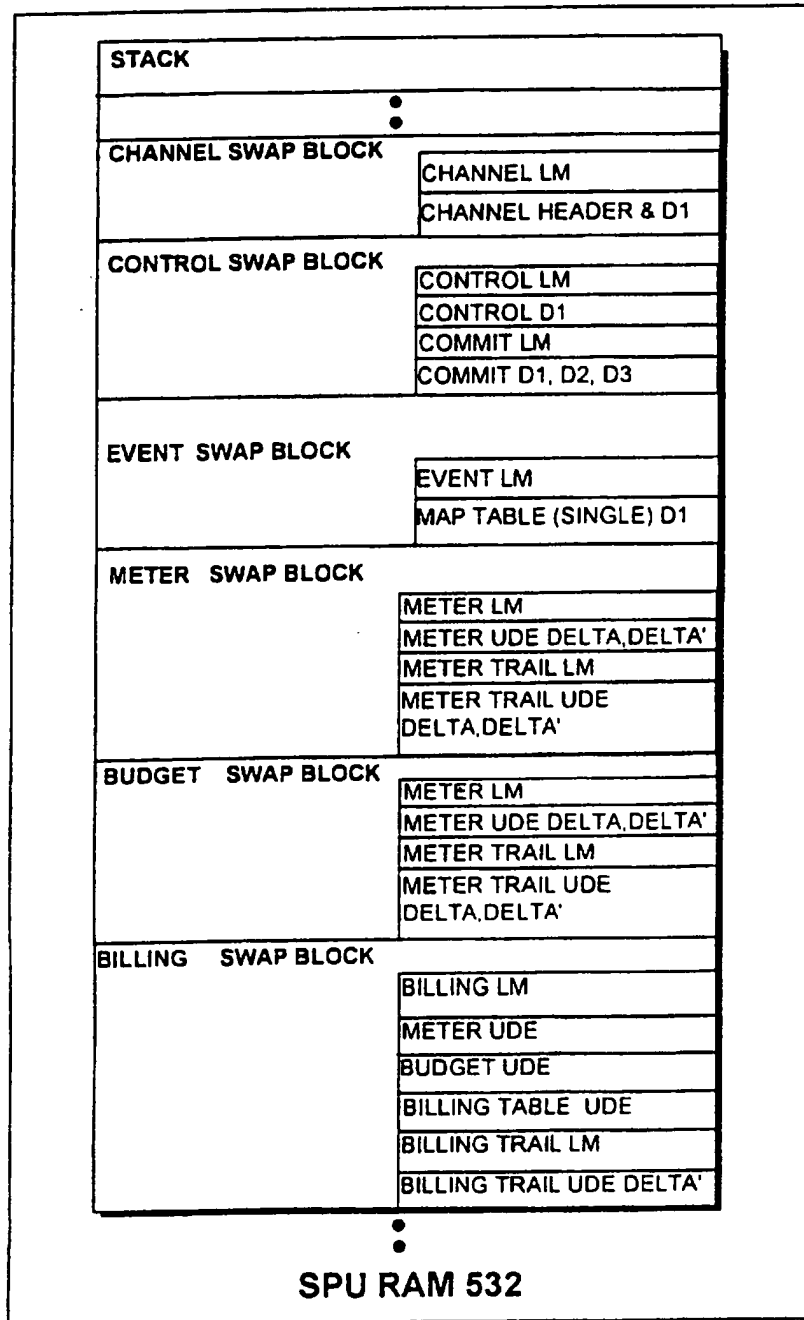 STACK
CHANNEL SWAP BLOCK
CHANNEL LM
CHANNEL HEADER & D1
CONTROL SWAP BLOCK
CONTROL LM
CONTROL D1
COMMIT LM
COMMIT D1, D2, D3
EVENT SWAP BLOCK
EVENT LM
MAP TABLE (SINGLE) D1
METER SWAP BLOCK
METER LM
METER UDE DELTA,DELTA'
METER TRAIL LM
METER TRAIL UDE
DELTA,DELTA'
BUDGET SWAP BLOCK
METER LM
METER UDE DELTA,DELTA'
METER TRAIL LM
METER TRAIL UDE
DELTA,DELTA'
BILLING SWAP BLOCK
BILLING LM
METER UDE
BUDGET UDE
BILLING TABLE UDE
BILLING TRAIL LM
BILLING TRAIL UDE DELTA'
SPU RAM 532